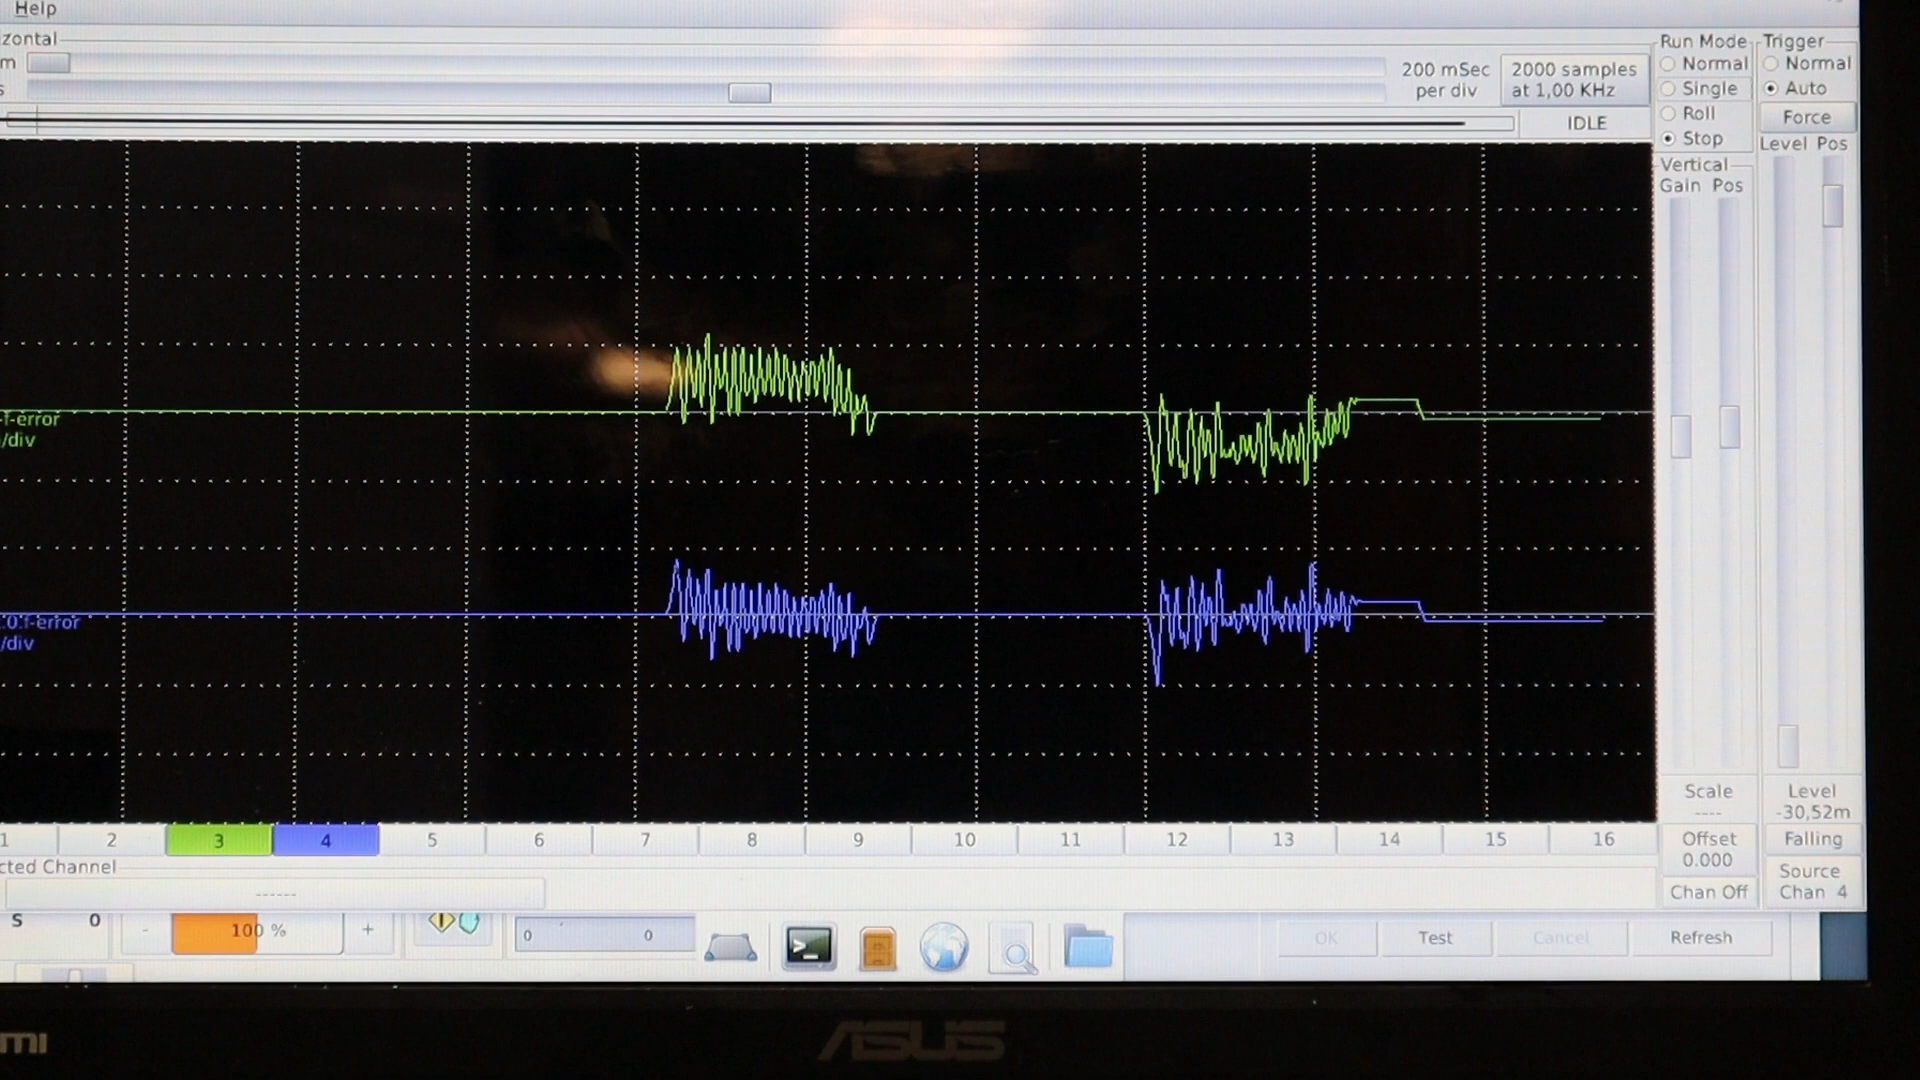 Help
zontal
m
s
200 mSec
per div
2000 samples
at 1,00 KHz
IDLE
Run Mode
Normal
Single
Roll
Stop
Trigger
Normal
Auto
Force
Level Pos
Vertical
Gain Pos
-f-error
/div
.0.f-error
/div
Scale
----
Offset
0.000
Chan Off
Level
-30,52m
Falling
Source
Chan 4
1 2 3 4 5 6 7 8 9 10 11 12 13 14 15 16
cted Channel
------
S 0
- 100 % +
0 0
OK Test Cancel Refresh
mi
ASUS